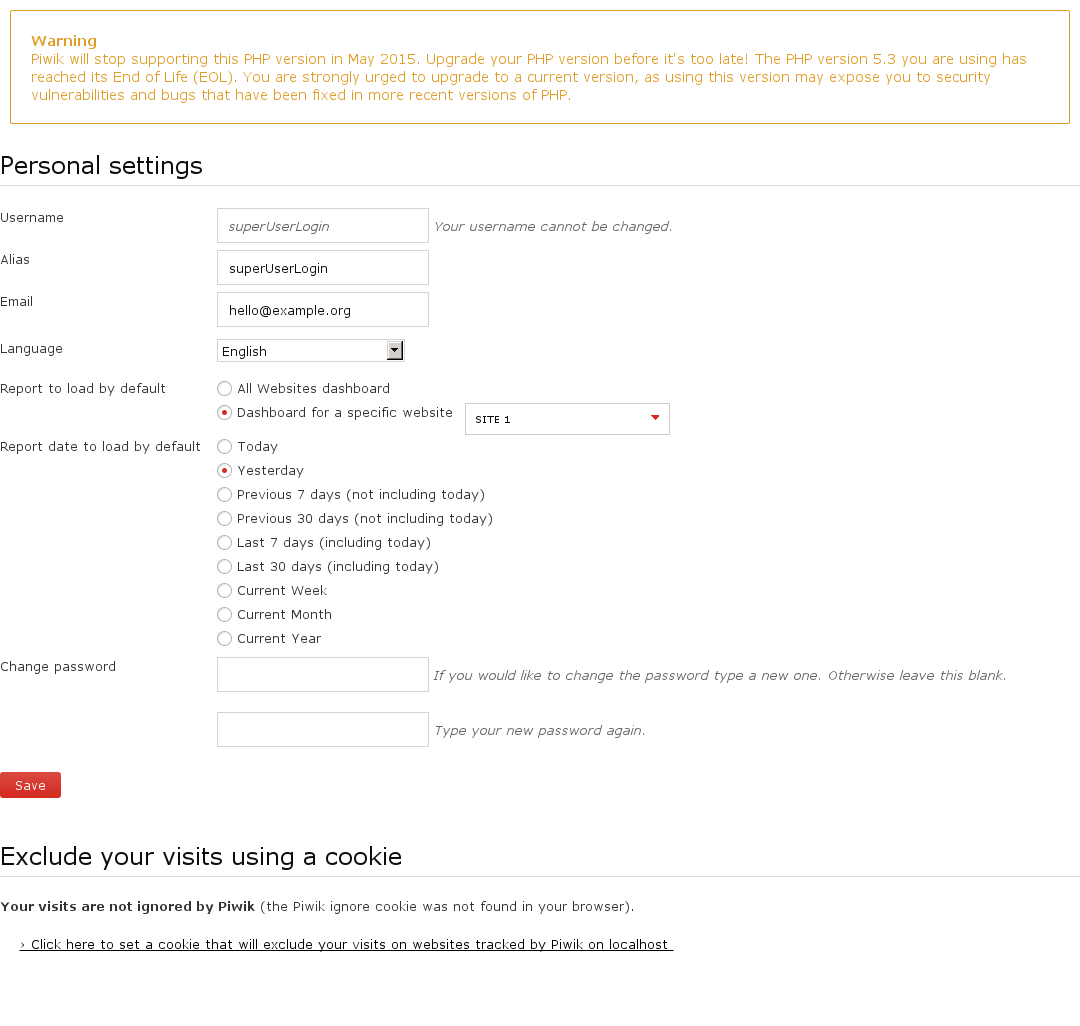 Warning
Piwik will stop supporting this PHP version in May 2015. Upgrade your PHP version before it's too late! The PHP version 5.3 you are using has
reached its End of Life (EOL). You are strongly urged to upgrade to a current version, as using this version may expose you to security
vulnerabilities and bugs that have been fixed in more recent versions of PHP.
Personal settings
Username superUserLogin Your username cannot be changed.
Alias superUserLogin
Email hello@example.org
Language English
Report to load by default All Websites dashboard
Dashboard for a specific website SITE 1
Report date to load by default Today
Yesterday
Previous 7 days (not including today)
Previous 30 days (not including today)
Last 7 days (including today)
Last 30 days (including today)
Current Week
Current Month
Current Year
Change password If you would like to change the password type a new one. Otherwise leave this blank.
Type your new password again.
Save
Exclude your visits using a cookie
Your visits are not ignored by Piwik (the Piwik ignore cookie was not found in your browser).
› Click here to set a cookie that will exclude your visits on websites tracked by Piwik on localhost